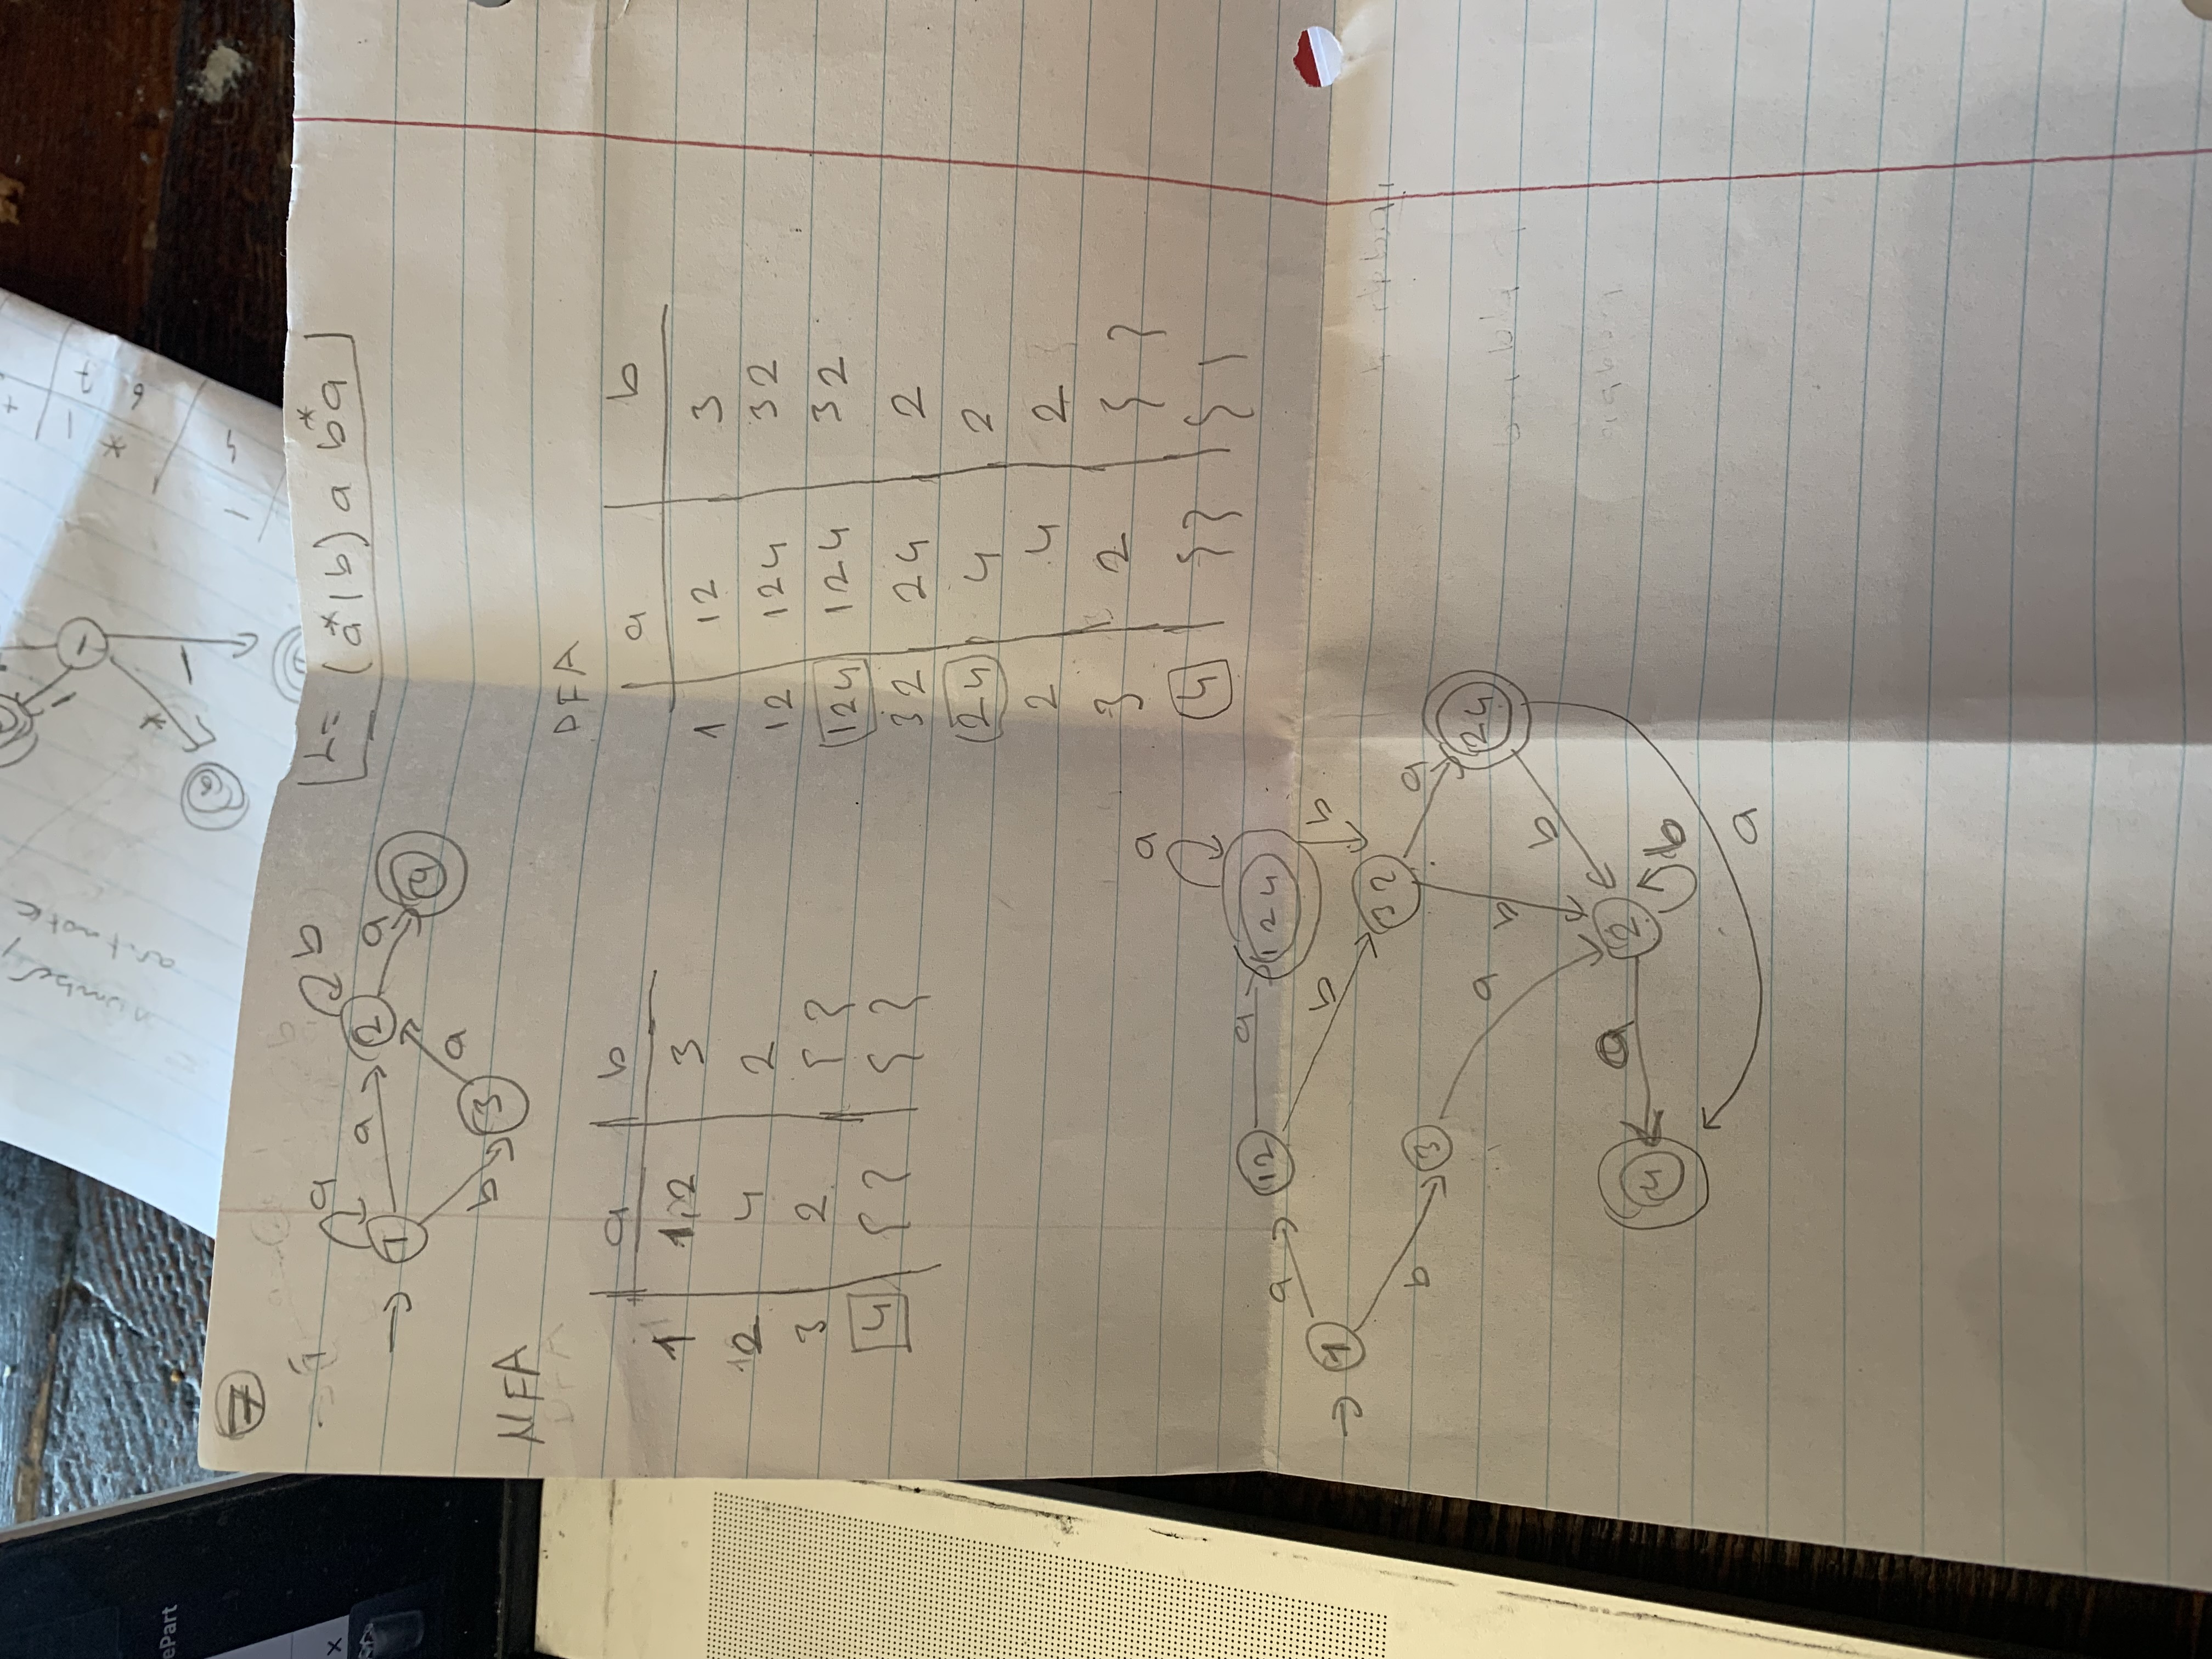 ePart
x
number
7
L = (a*|b) a b*a
a
b
1
a
2
a
4
b
3
a
NFA
DFA
a b
1 1,2 3
2 4 2
3 2 { }
4 { } { }
DFA
a b
1 12 3
12 124 32
124 124 32
32 24 2
24 4 2
2 4 2
3 2 { }
4 { } { }
a
12 a 124
a
1 b b
32
b 3 a
24
a b
b
4 a 2
b
a
1
*